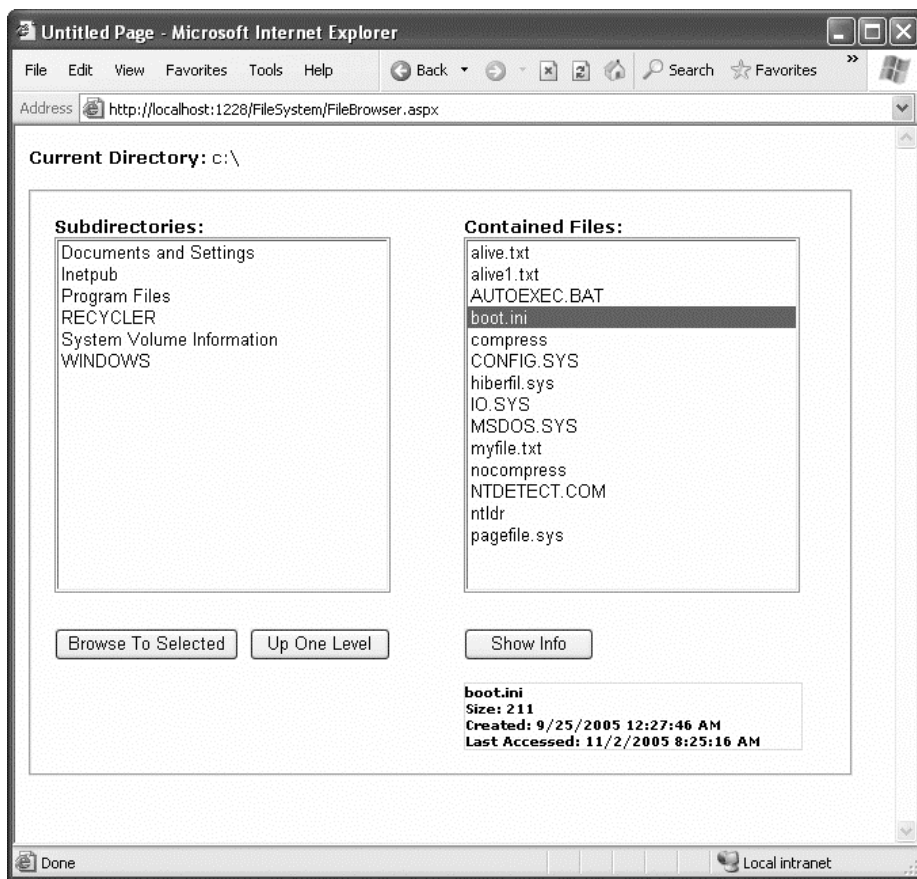 Untitled Page - Microsoft Internet Explorer
File Edit View Favorites Tools Help Back Search Favorites »
Address http://localhost:1228/FileSystem/FileBrowser.aspx
Current Directory: c:\
Subdirectories:
Documents and Settings
Inetpub
Program Files
RECYCLER
System Volume Information
WINDOWS
Browse To Selected
Up One Level
Contained Files:
alive.txt
alive1.txt
AUTOEXEC.BAT
boot.ini
compress
CONFIG.SYS
hiberfil.sys
IO.SYS
MSDOS.SYS
myfile.txt
nocompress
NTDETECT.COM
ntldr
pagefile.sys
Show Info
boot.ini
Size: 211
Created: 9/25/2005 12:27:46 AM
Last Accessed: 11/2/2005 8:25:16 AM
Done
Local intranet